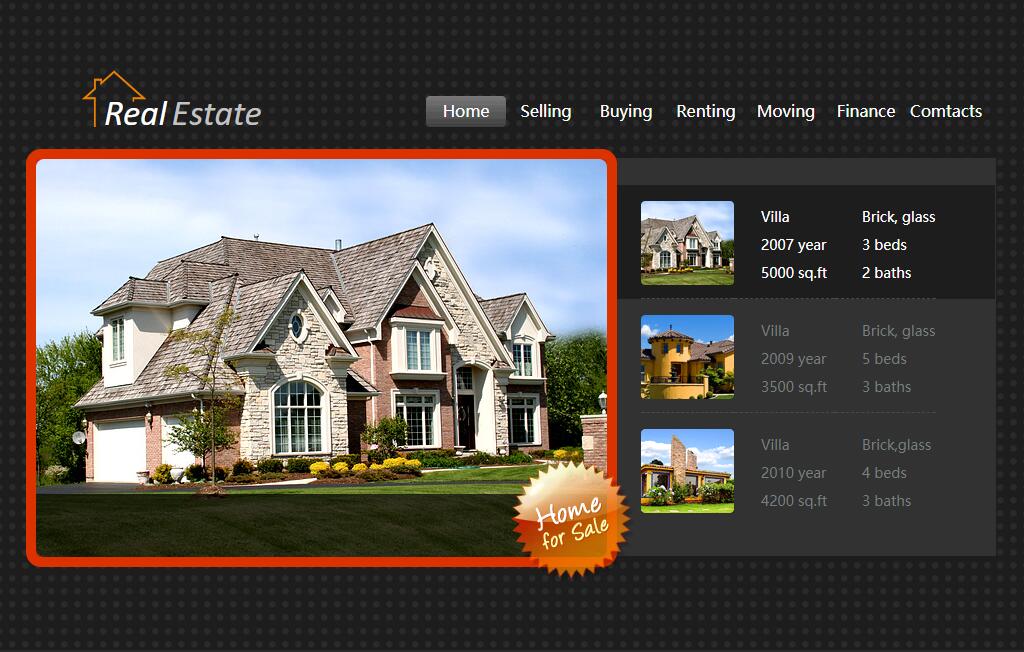 Real Estate
Home Selling Buying Renting Moving Finance Comtacts
Villa Brick, glass
2007 year 3 beds
5000 sq.ft 2 baths
Villa Brick, glass
2009 year 5 beds
3500 sq.ft 3 baths
Villa Brick,glass
2010 year 4 beds
4200 sq.ft 3 baths
Home
for Sale